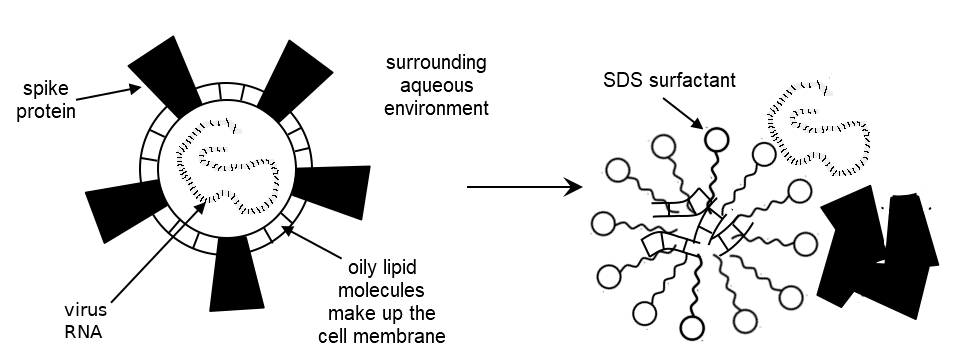 spike
protein
surrounding
aqueous
environment
SDS surfactant
virus
RNA
oily lipid
molecules
make up the
cell membrane